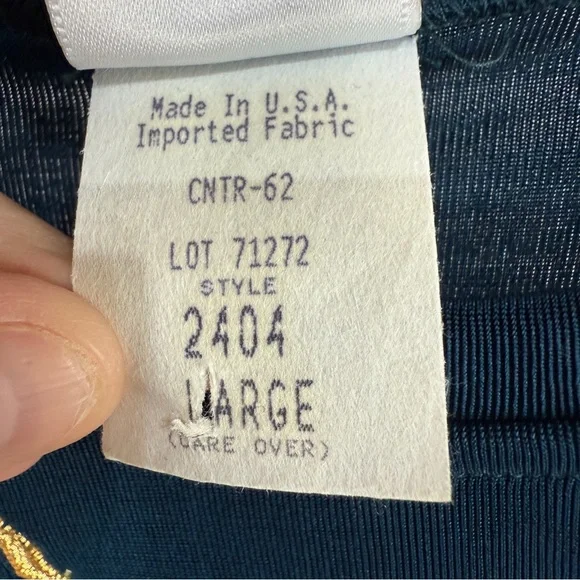 Made In U.S.A.
Imported Fabric
CNTR-62
LOT 71272
STYLE
2404
LARGE
(CARE OVER)